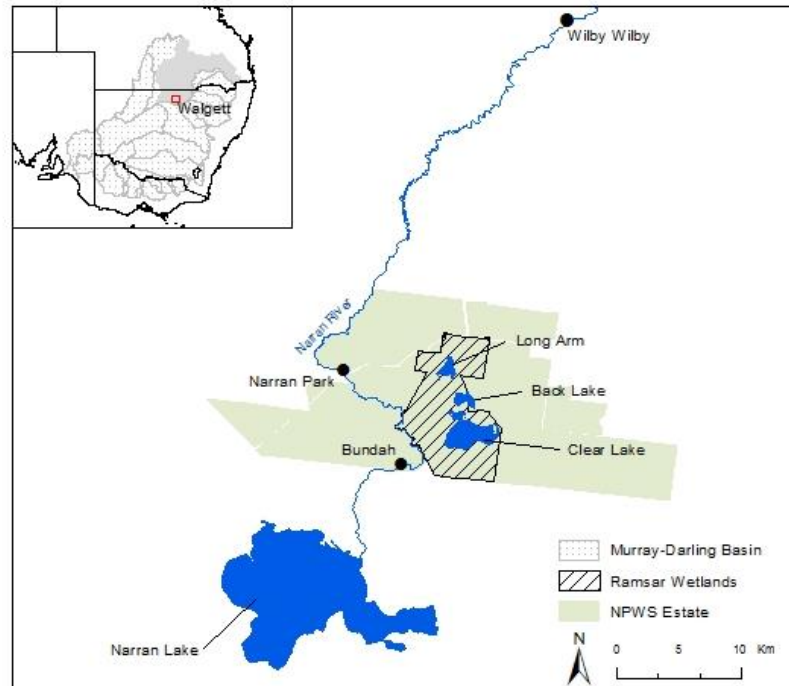 Wilby Wilby
Walgett
Narran River
Long Arm
Narran Park
Back Lake
Bundah
Clear Lake
Murray-Darling Basin
Ramsar Wetlands
NPWS Estate
Narran Lake
N
0 5 10 Km